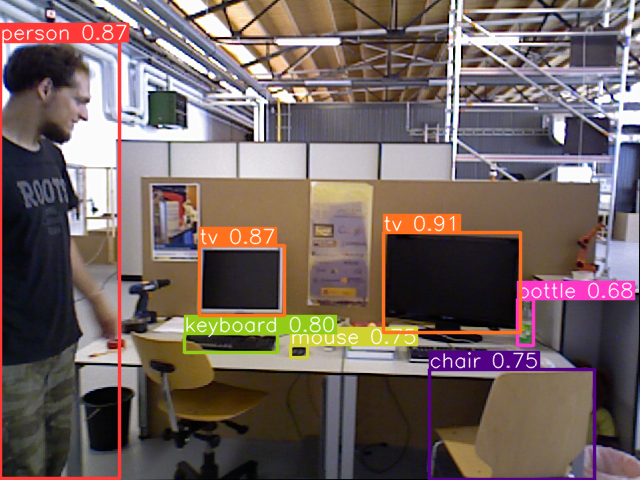 person 0.87
tv 0.87
tv 0.91
bottle 0.68
keyboard 0.80
mouse 0.75
chair 0.75
ROOTS